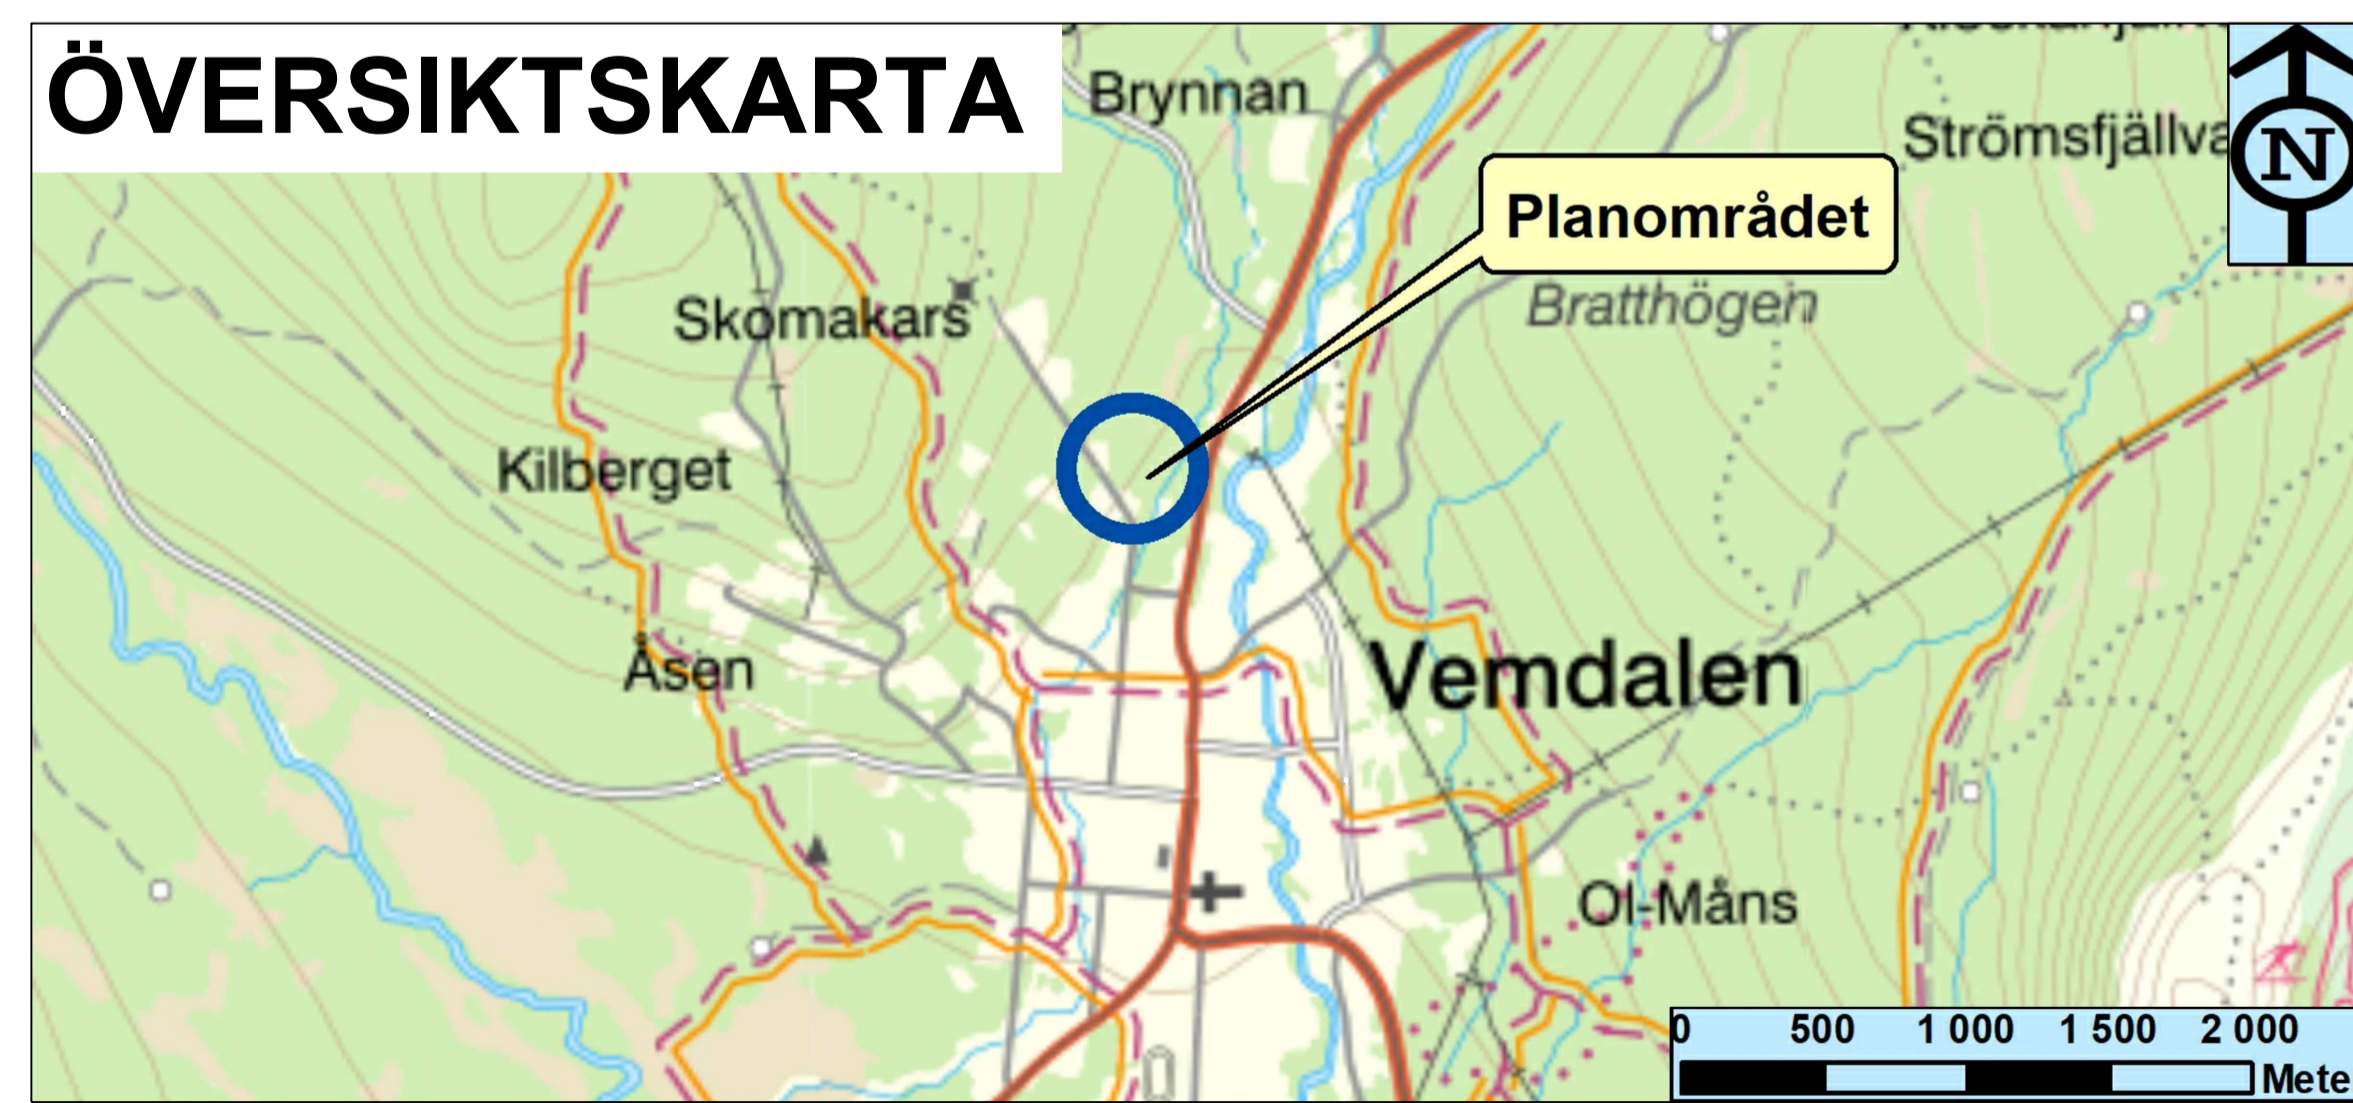 ÖVERSIKTSKARTA
Brynnan
Strömsfjällva
N
Planområdet
Bratthögen
Skomakars
Kilberget
Åsen
Vemdalen
Ol-Måns
0 500 1 000 1 500 2 000
Mete